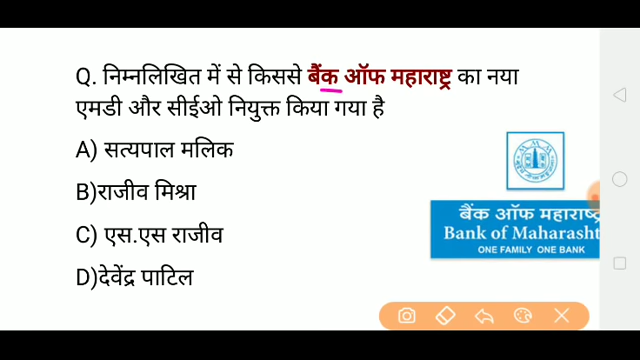 Q. निम्नलिखित में से किससे बैंक ऑफ महाराष्ट्र का नया
एमडी और सीईओ नियुक्त किया गया है
A) सत्यपाल मलिक
B)राजीव मिश्रा
C) एस.एस राजीव
D)देवेंद्र पाटिल
बैंक ऑफ महाराष्ट्र
Bank of Maharasht
ONE FAMILY ONE BANK